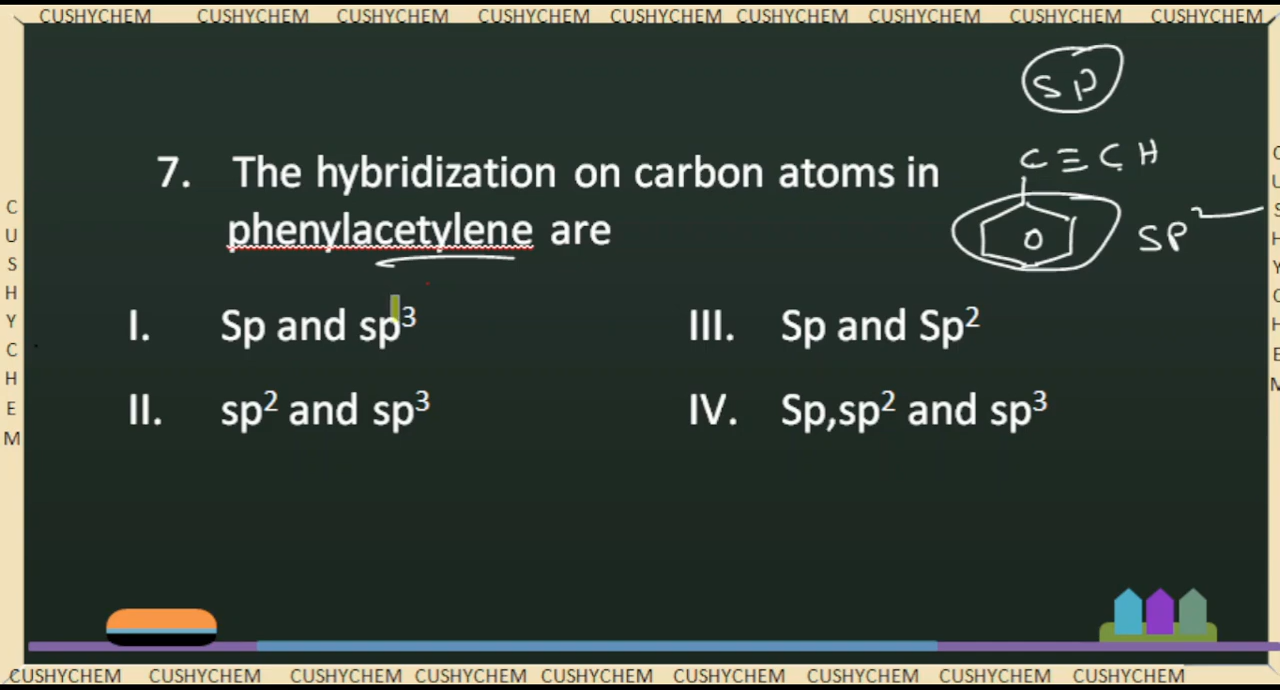 CUSHYCHEM CUSHYCHEM CUSHYCHEM CUSHYCHEM CUSHYCHEM CUSHYCHEM CUSHYCHEM CUSHYCHEM CUSHYCHEM
sp
7. The hybridization on carbon atoms in
C≡CH
phenylacetylene are
SP²
I. Sp and sp³
III. Sp and Sp²
II. sp² and sp³
IV. Sp,sp² and sp³
C
U
S
H
Y
C
H
E
M
C
U
S
H
Y
C
H
E
M
CUSHYCHEM CUSHYCHEM CUSHYCHEM CUSHYCHEM CUSHYCHEM CUSHYCHEM CUSHYCHEM CUSHYCHEM CUSHYCHEM